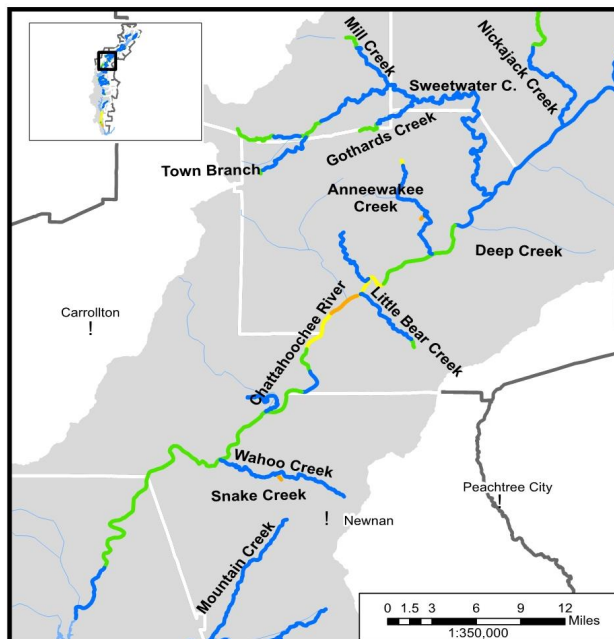 Mill Creek
Nickajack Creek
Sweetwater C.
Gothards Creek
Town Branch
Anneewakee
Creek
Deep Creek
Little Bear Creek
Chattahoochee River
Carrollton
!
Wahoo Creek
Snake Creek
Peachtree City
!
! Newnan
Mountain Creek
0 1.5 3 6 9 12
Miles
1:350,000